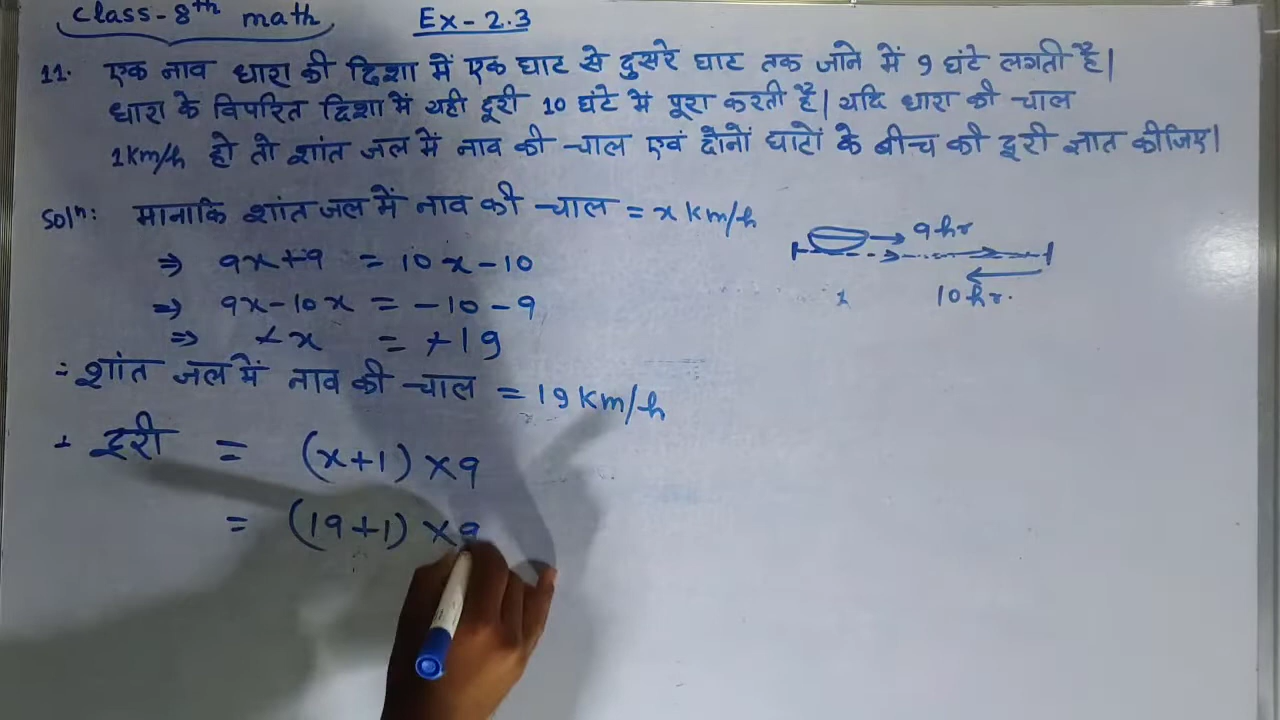 Class-8th math Ex-2.3
11. एक नाव धारा की दिशा में एक घाट से दुसरे घाट तक जाने में 9 घंटे लगती है।
धारा के विपरित दिशा में यही दूरी 10 घंटे में पूरा करती है। यदि धारा की चाल
1km/h हो तो शांत जल में नाव की चाल एवं दोनों घाटों के बीच की दूरी ज्ञात कीजिए।
Solⁿ: मानाकि शांत जल में नाव की चाल = x km/h
9hr
⇒ 9x+9 = 10x-10
10hr.
⇒ 9x-10x = -10-9
⇒ +x = +19
∴ शांत जल में नाव की चाल = 19 km/h
दूरी = (x+1)×9
= (19+1)×9